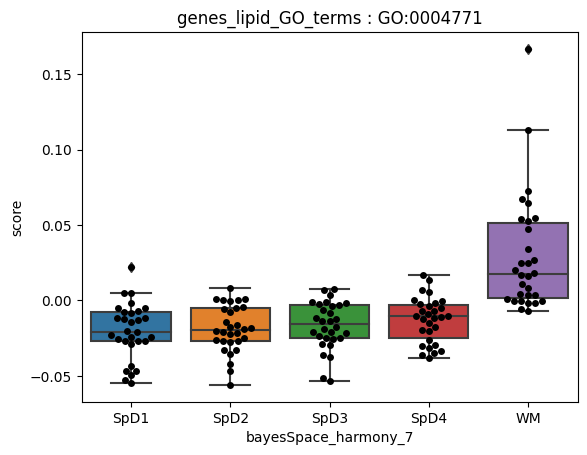 genes_lipid_GO_terms : GO:0004771
0.15
0.10
0.05
0.00
−0.05
score
SpD1 SpD2 SpD3 SpD4 WM
bayesSpace_harmony_7